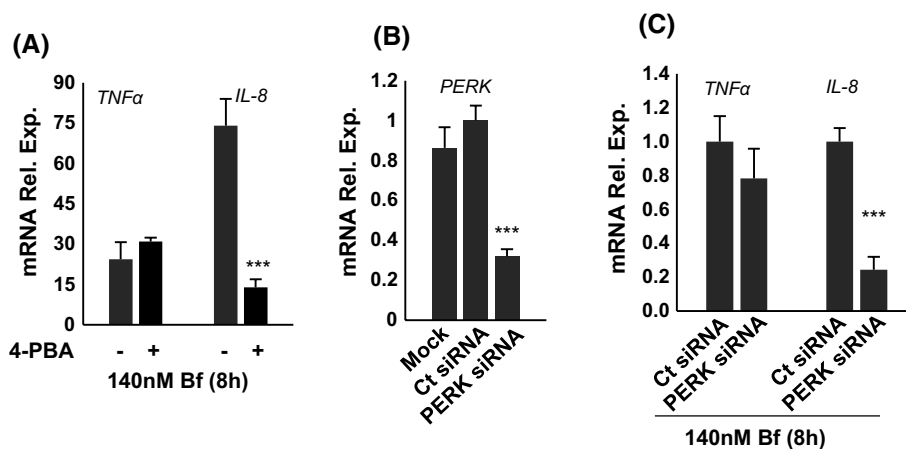 (A)
mRNA Rel. Exp.
90
75
60
45
30
15
0
TNFα
IL-8
***
4-PBA - + - +
140nM Bf (8h)
(B)
mRNA Rel. Exp.
1.2
1
0.8
0.6
0.4
0.2
0
PERK
***
Mock
Ct siRNA
PERK siRNA
(C)
mRNA Rel. Exp.
1.4
1.2
1.0
0.8
0.6
0.4
0.2
0.0
TNFα
IL-8
***
Ct siRNA
PERK siRNA
Ct siRNA
PERK siRNA
140nM Bf (8h)